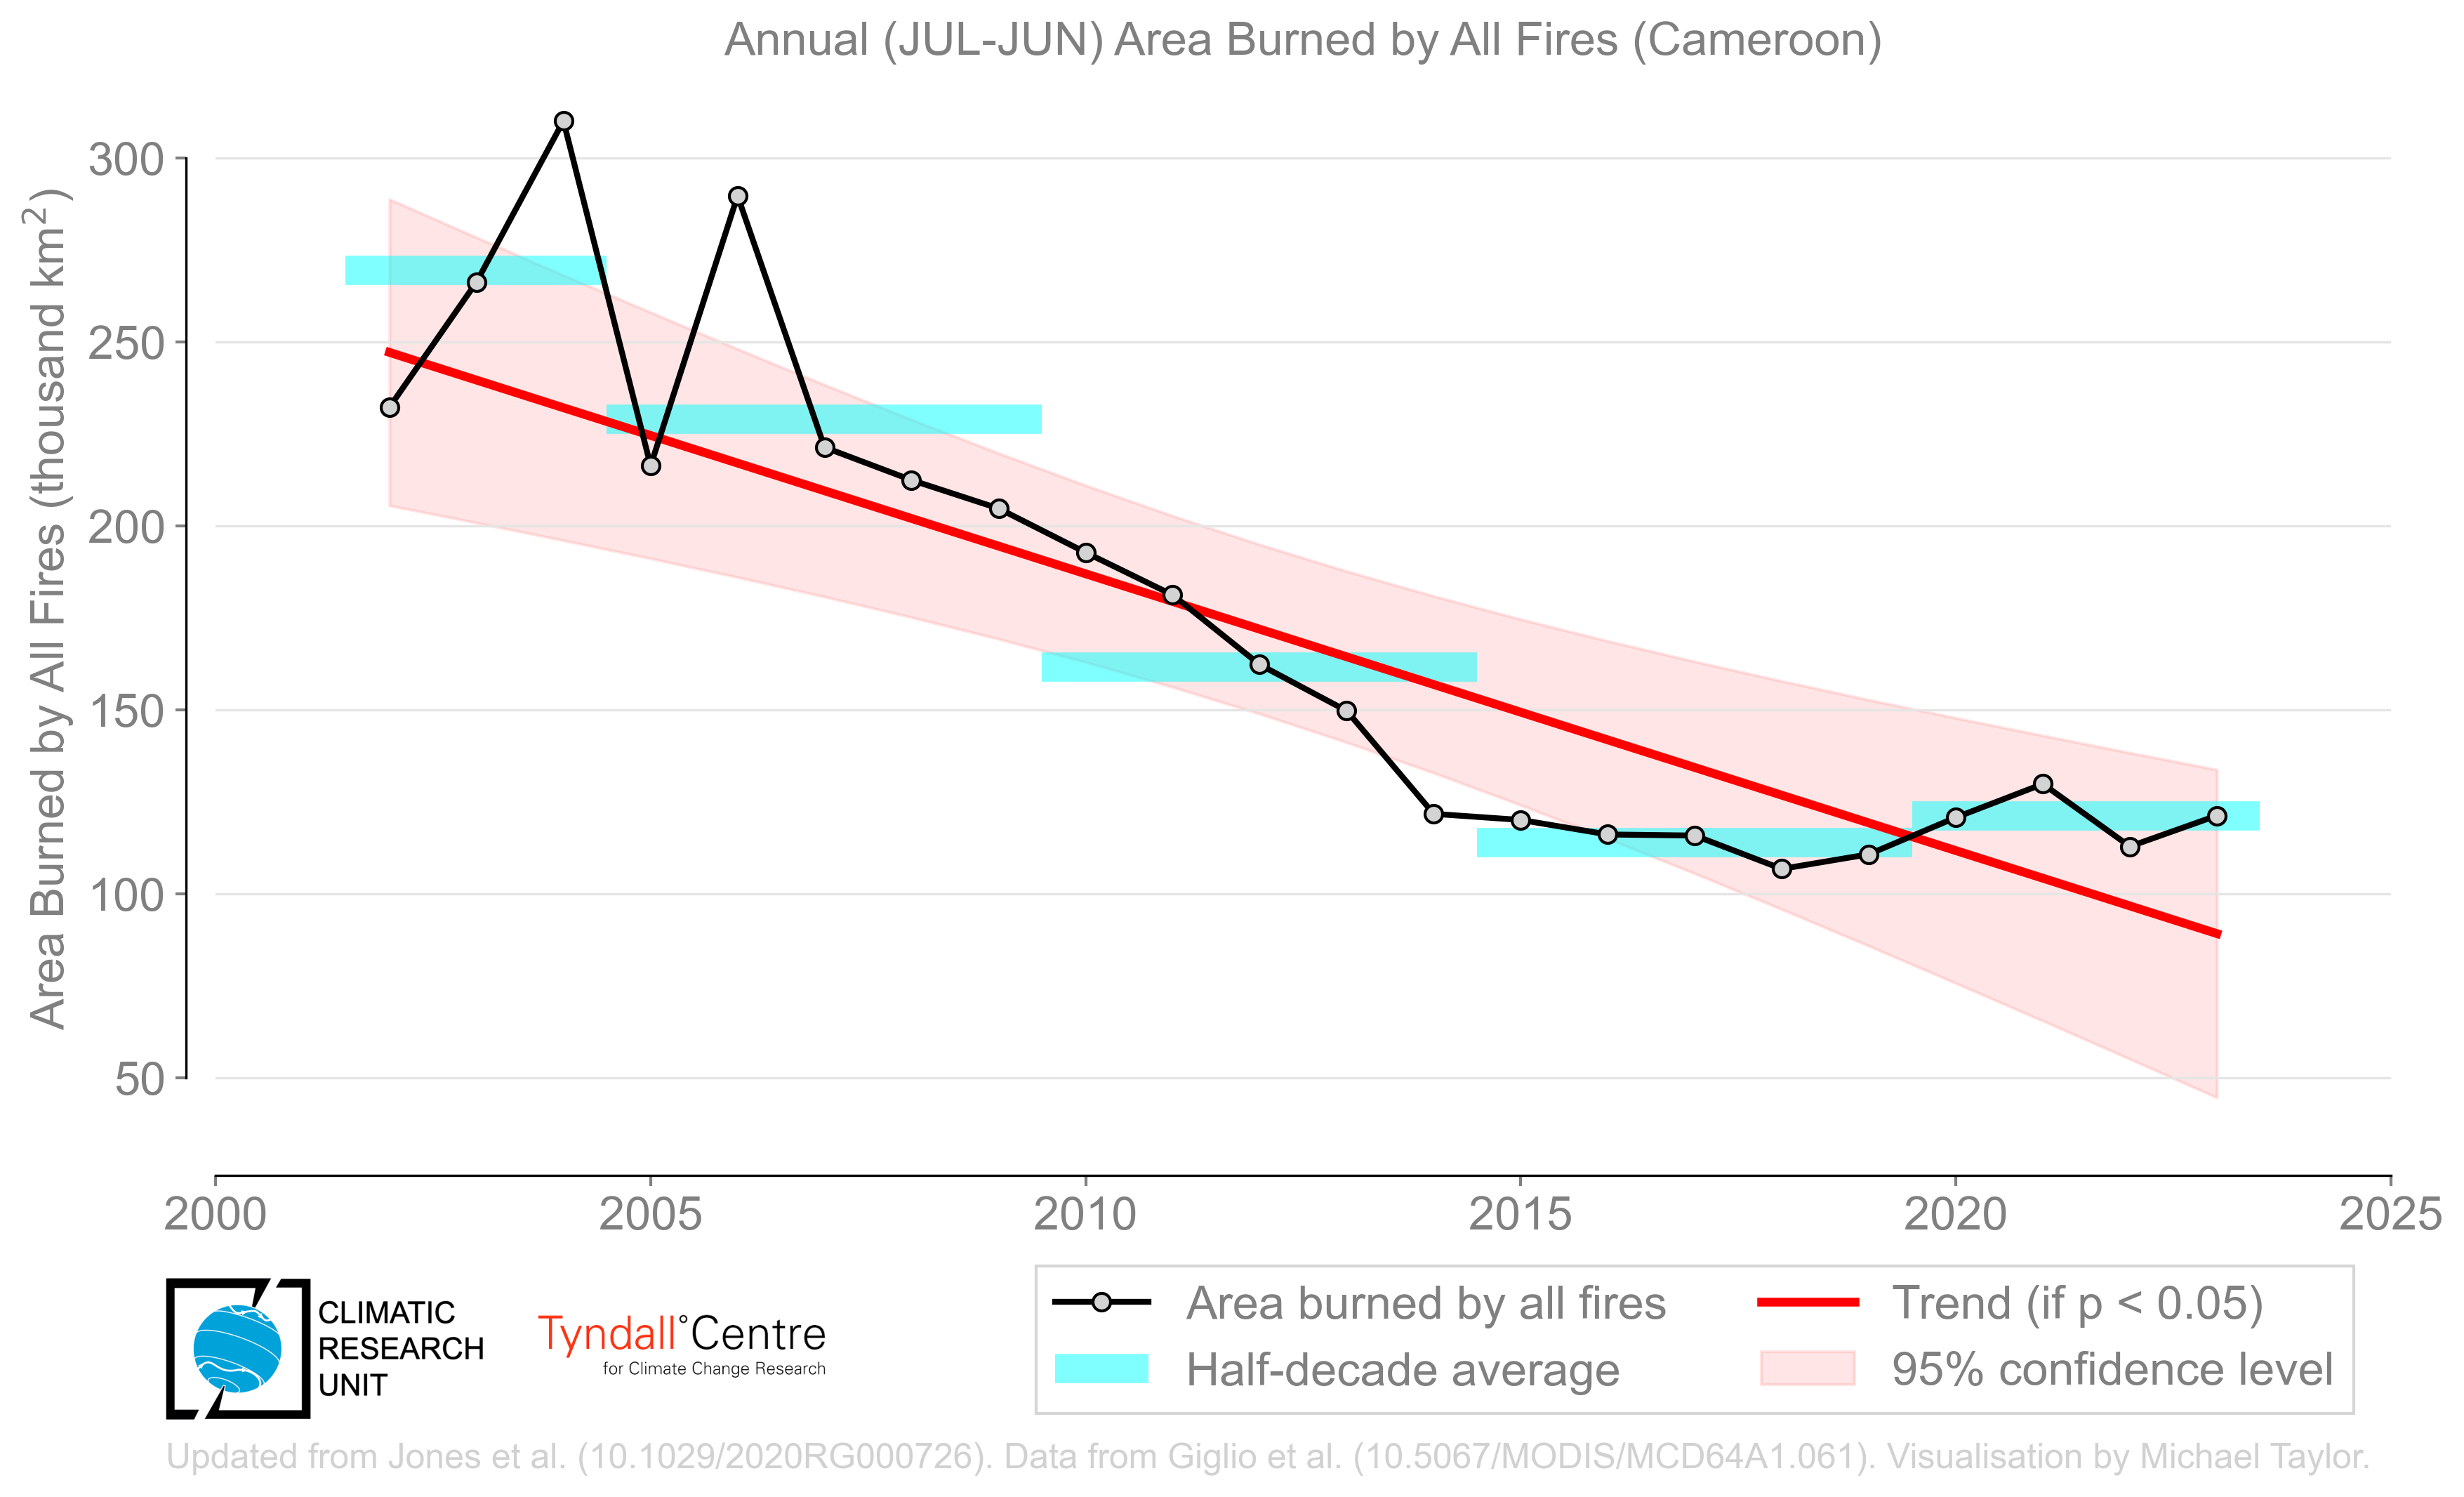 Annual (JUL-JUN) Area Burned by All Fires (Cameroon)
Area Burned by All Fires (thousand km²)
300
250
200
150
100
50
2000 2005 2010 2015 2020 2025
CLIMATIC
RESEARCH
UNIT
Tyndall°Centre
for Climate Change Research
Area burned by all fires
Half-decade average
Trend (if p < 0.05)
95% confidence level
Updated from Jones et al. (10.1029/2020RG000726). Data from Giglio et al. (10.5067/MODIS/MCD64A1.061). Visualisation by Michael Taylor.